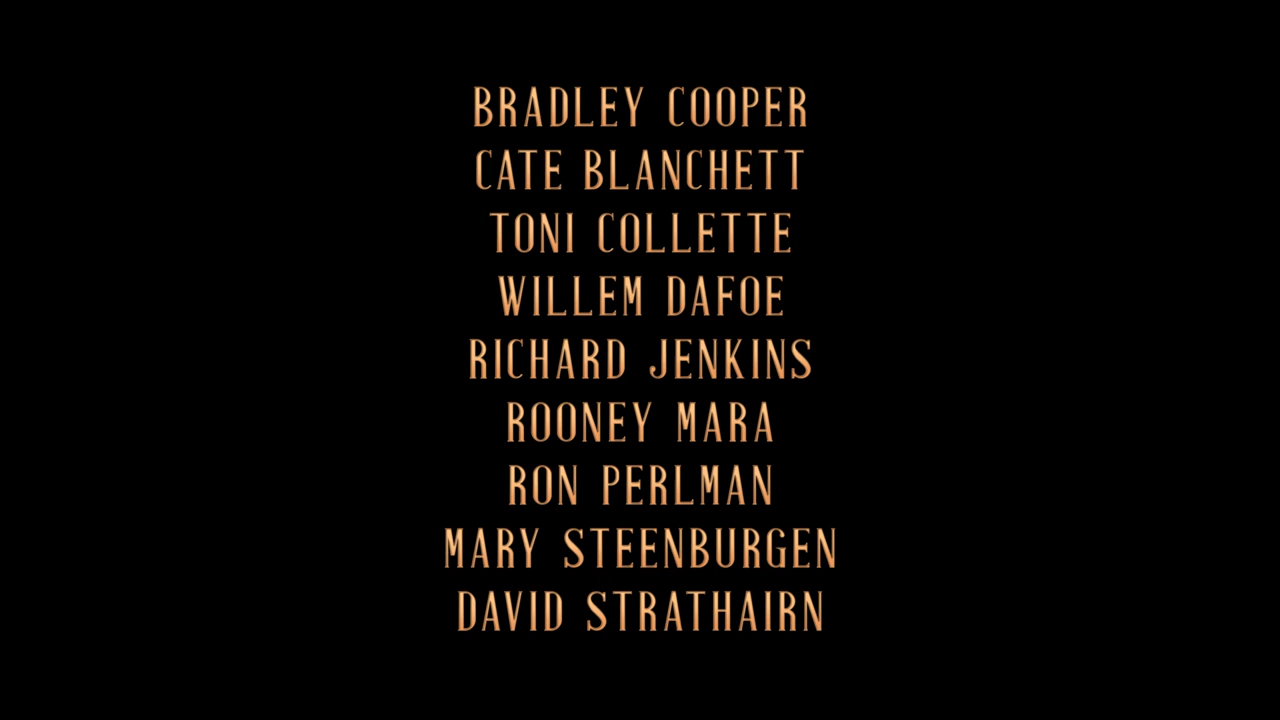 BRADLEY COOPER
CATE BLANCHETT
TONI COLLETTE
WILLEM DAFOE
RICHARD JENKINS
ROONEY MARA
RON PERLMAN
MARY STEENBURGEN
DAVID STRATHAIRN